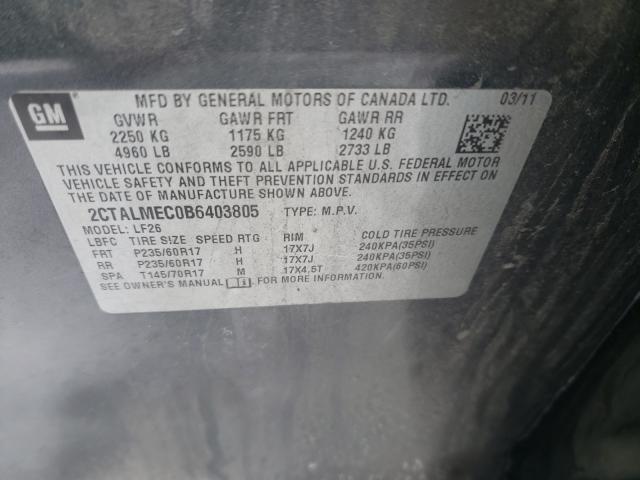 GM
MFD BY GENERAL MOTORS OF CANADA LTD. 03/11
GVWR GAWR FRT GAWR RR
2250 KG 1175 KG 1240 KG
4960 LB 2590 LB 2733 LB
THIS VEHICLE CONFORMS TO ALL APPLICABLE U.S. FEDERAL MOTOR
VEHICLE SAFETY AND THEFT PREVENTION STANDARDS IN EFFECT ON
THE DATE OF MANUFACTURE SHOWN ABOVE.
2CTALMEC0B6403805 TYPE: M.P.V.
MODEL: LF26
LBFC TIRE SIZE SPEED RTG RIM COLD TIRE PRESSURE
FRT P235/60R17 H 17X7J 240KPA(35PSI)
RR P235/60R17 H 17X7J 240KPA(35PSI)
SPA T145/70R17 M 17X4.5T 420KPA(60PSI)
SEE OWNER'S MANUAL FOR MORE INFORMATION.